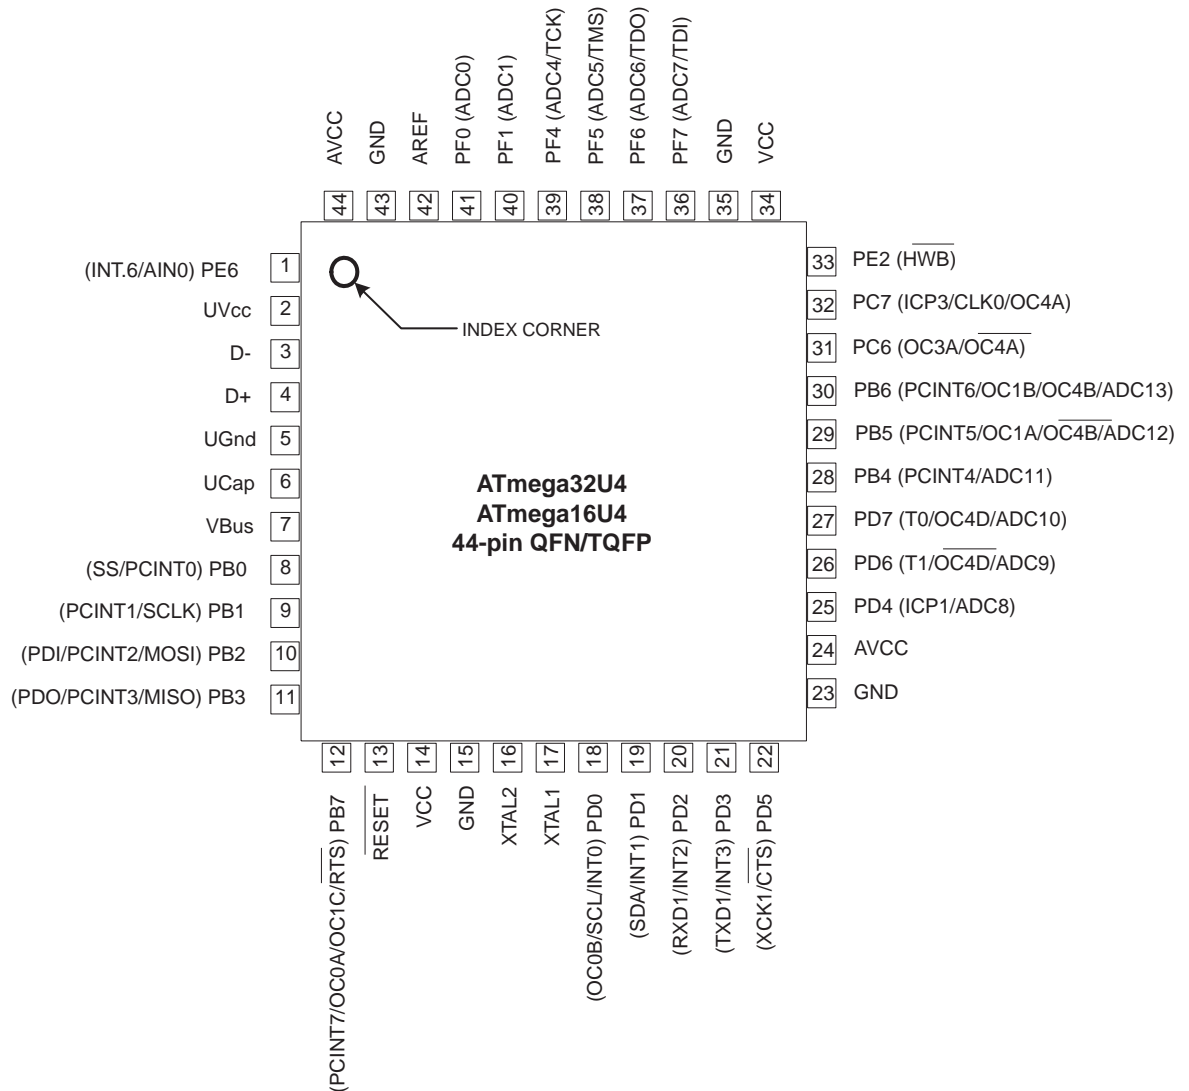 AVCC
GND
AREF
PF0 (ADC0)
PF1 (ADC1)
PF4 (ADC4/TCK)
PF5 (ADC5/TMS)
PF6 (ADC6/TDO)
PF7 (ADC7/TDI)
GND
VCC
44
43
42
41
40
39
38
37
36
35
34
(INT.6/AIN0) PE6
1
UVcc
2
D-
3
D+
4
UGnd
5
UCap
6
VBus
7
(SS/PCINT0) PB0
8
(PCINT1/SCLK) PB1
9
(PDI/PCINT2/MOSI) PB2
10
(PDO/PCINT3/MISO) PB3
11
INDEX CORNER
ATmega32U4
ATmega16U4
44-pin QFN/TQFP
33
PE2 (HWB)
32
PC7 (ICP3/CLK0/OC4A)
31
PC6 (OC3A/OC4A)
30
PB6 (PCINT6/OC1B/OC4B/ADC13)
29
PB5 (PCINT5/OC1A/OC4B/ADC12)
28
PB4 (PCINT4/ADC11)
27
PD7 (T0/OC4D/ADC10)
26
PD6 (T1/OC4D/ADC9)
25
PD4 (ICP1/ADC8)
24
AVCC
23
GND
12
13
14
15
16
17
18
19
20
21
22
(PCINT7/OC0A/OC1C/RTS) PB7
RESET
VCC
GND
XTAL2
XTAL1
(OC0B/SCL/INT0) PD0
(SDA/INT1) PD1
(RXD1/INT2) PD2
(TXD1/INT3) PD3
(XCK1/CTS) PD5